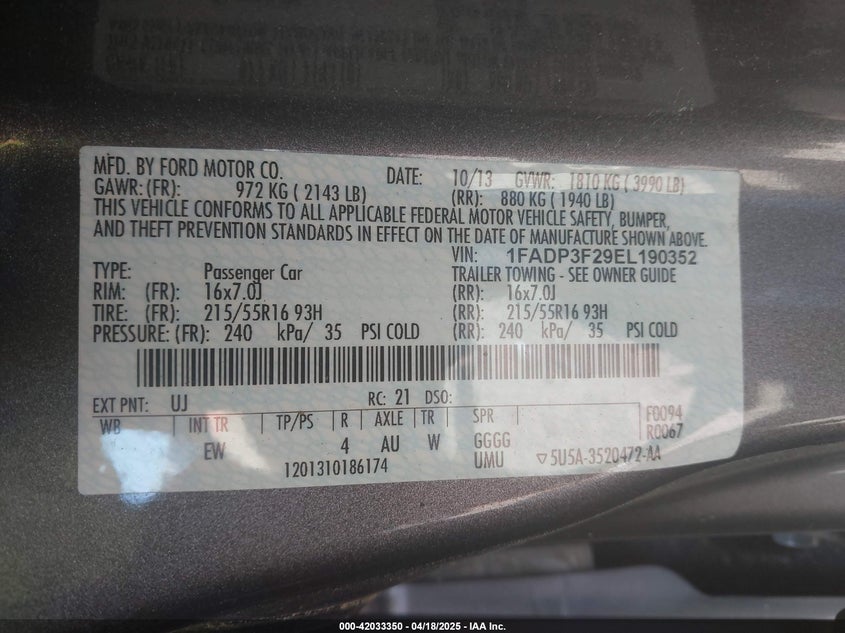 MFD. BY FORD MOTOR CO. DATE: 10/13 GVWR: 1810 KG ( 3990 LB)
GAWR: (FR): 972 KG ( 2143 LB) (RR): 880 KG ( 1940 LB)
THIS VEHICLE CONFORMS TO ALL APPLICABLE FEDERAL MOTOR VEHICLE SAFETY, BUMPER,
AND THEFT PREVENTION STANDARDS IN EFFECT ON THE DATE OF MANUFACTURE SHOWN ABOVE.
VIN: 1FADP3F29EL190352
TYPE: Passenger Car TRAILER TOWING - SEE OWNER GUIDE
RIM: (FR): 16x7.0J (RR): 16x7.0J
TIRE: (FR): 215/55R16 93H (RR): 215/55R16 93H
PRESSURE: (FR): 240 kPa/ 35 PSI COLD (RR): 240 kPa/ 35 PSI COLD
EXT PNT: UJ RC: 21 DSO:
WB INT TR TP/PS R AXLE TR SPR F0094
EW 4 AU W GGGG R0067
1201310186174 UMU ▽5U5A-3520472-AA
000-42033350 - 04/18/2025 - IAA Inc.